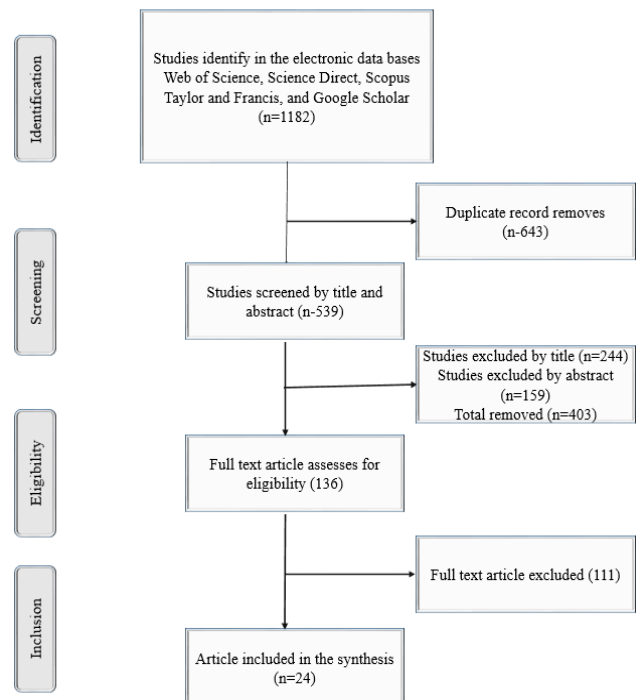 Identification
Studies identify in the electronic data bases
Web of Science, Science Direct, Scopus
Taylor and Francis, and Google Scholar
(n=1182)
Duplicate record removes
(n-643)
Screening
Studies screened by title and
abstract (n-539)
Studies excluded by title (n=244)
Studies excluded by abstract
(n=159)
Total removed (n=403)
Eligibility
Full text article assesses for
eligibility (136)
Full text article excluded (111)
Inclusion
Article included in the synthesis
(n=24)